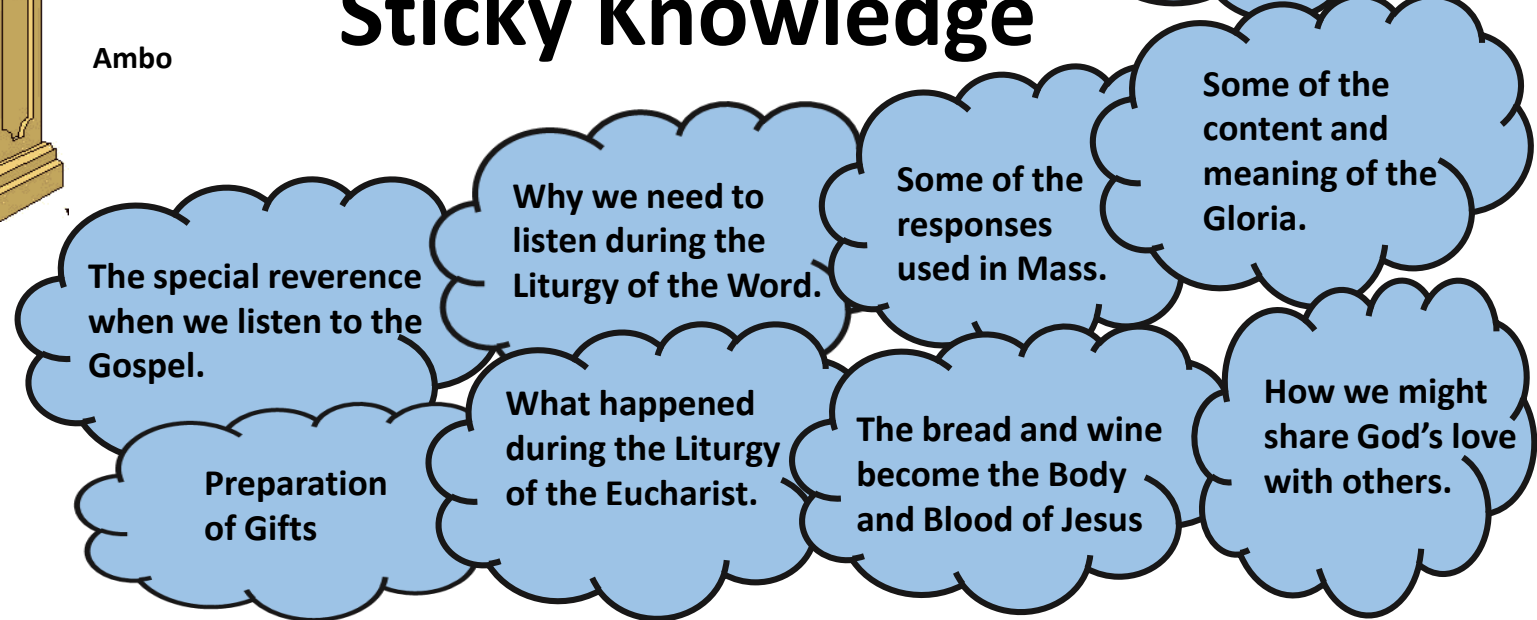 Sticky Knowledge
Ambo
Some of the
content and
meaning of the
Gloria.
Some of the
responses
used in Mass.
Why we need to
listen during the
Liturgy of the Word.
The special reverence
when we listen to the
Gospel.
Preparation
of Gifts
What happened
during the Liturgy
of the Eucharist.
The bread and wine
become the Body
and Blood of Jesus
How we might
share God's love
with others.